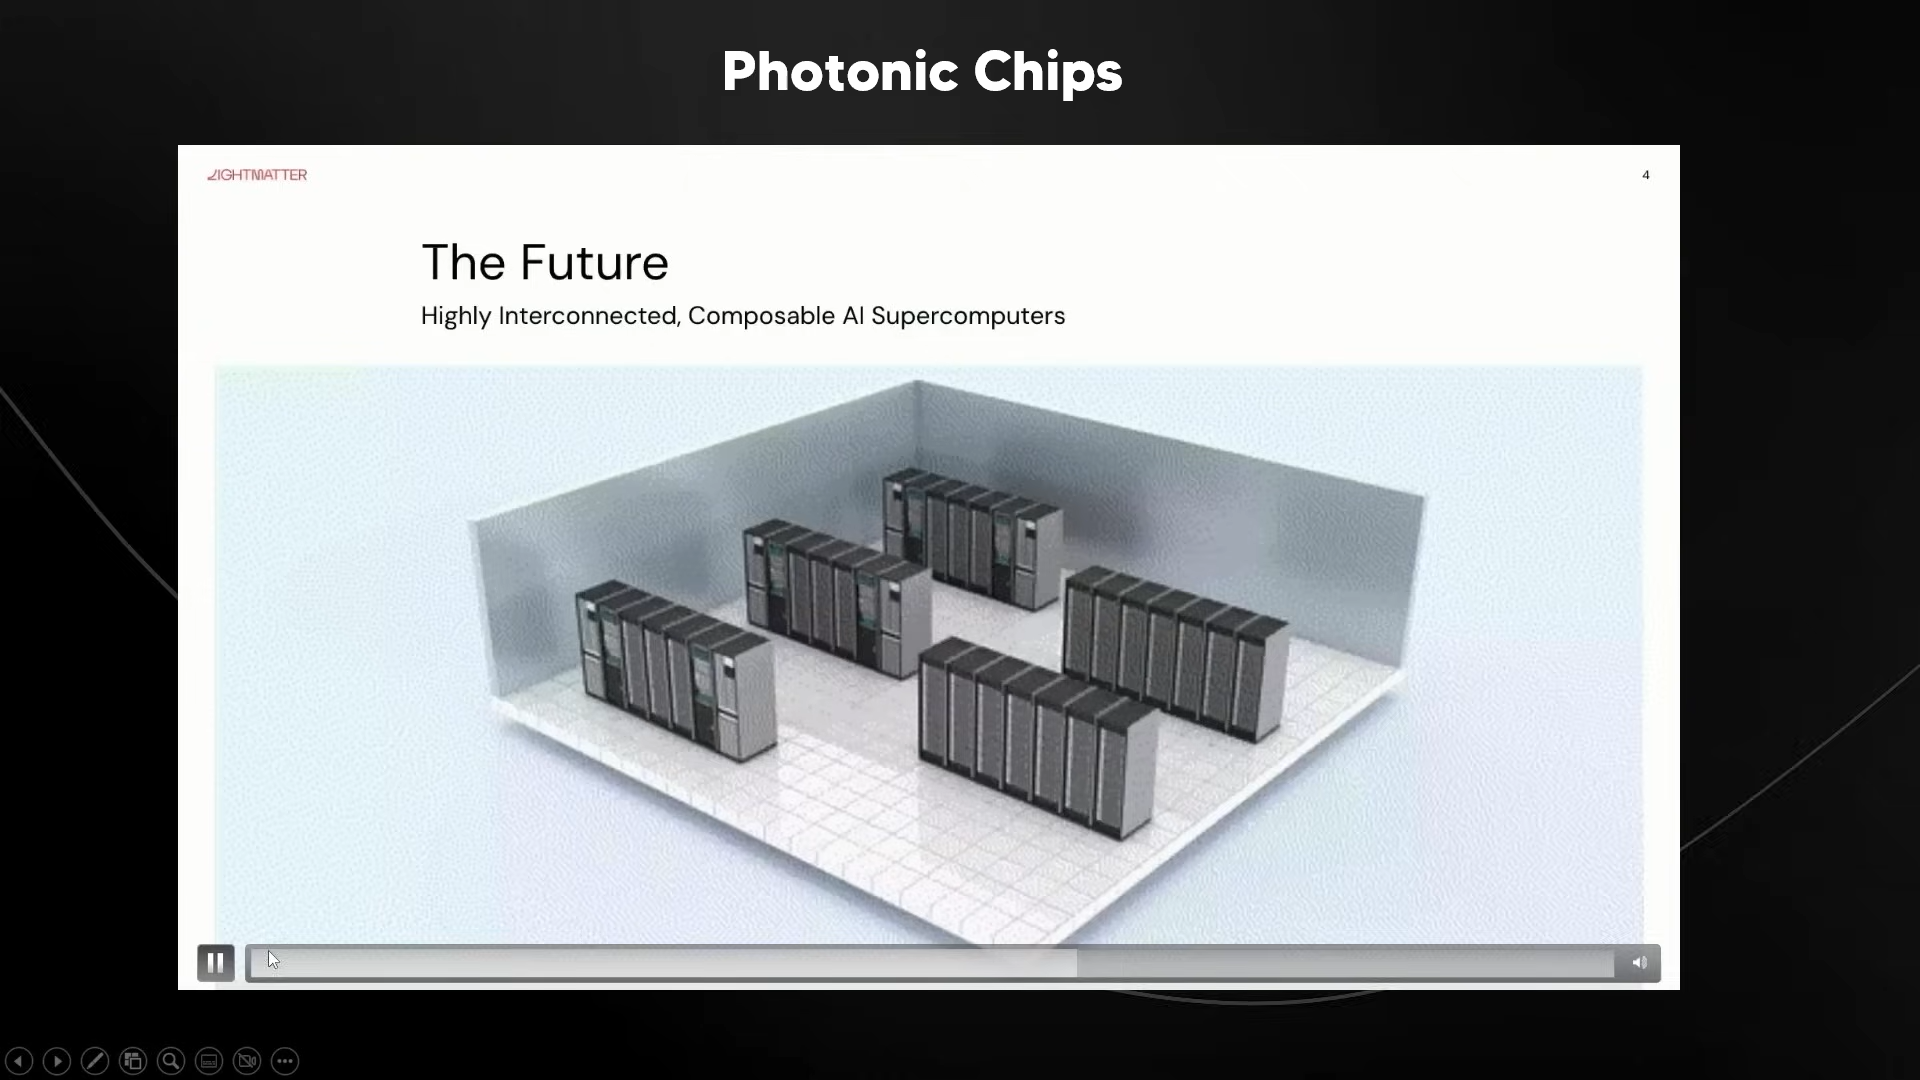 Photonic Chips
LIGHTMATTER
4
The Future
Highly Interconnected, Composable AI Supercomputers